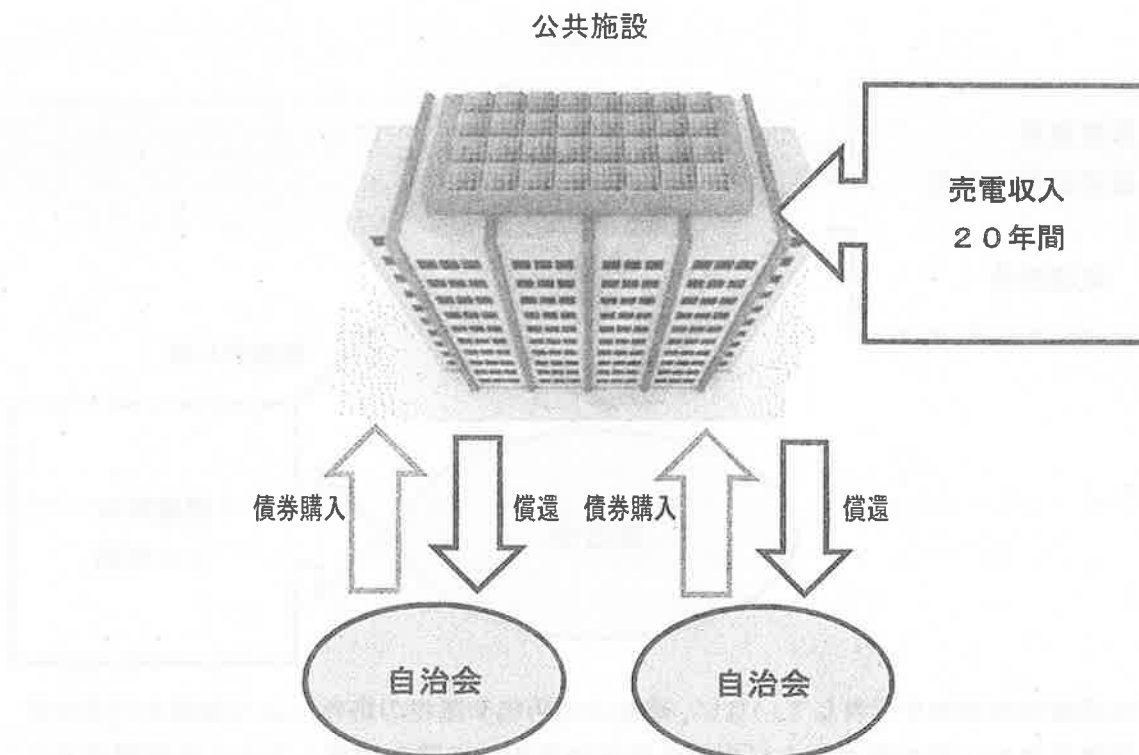 公共施設
売電収入
２０年間
債券購入
償還
債券購入
償還
自治会
自治会